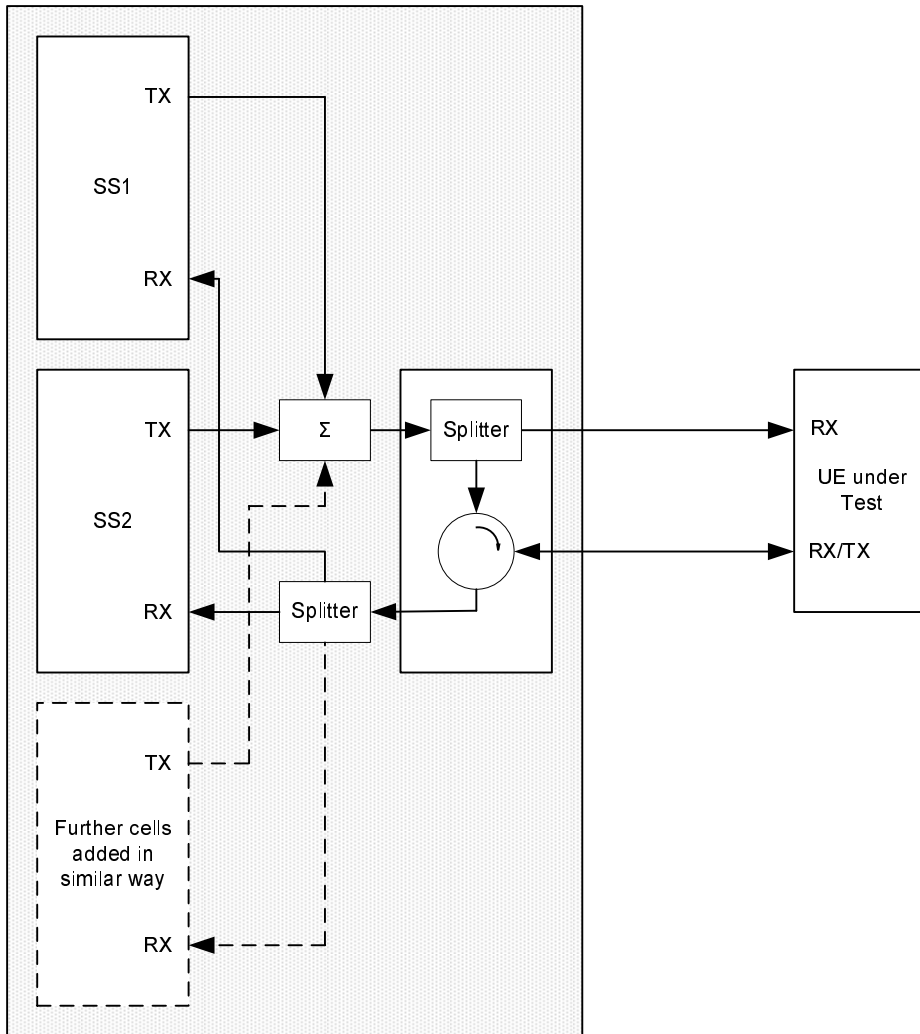 TX
SS1
RX
TX
SS2
RX
TX
Further cells
added in
similar way
RX
Σ
Splitter
Splitter
RX
UE under
Test
RX/TX